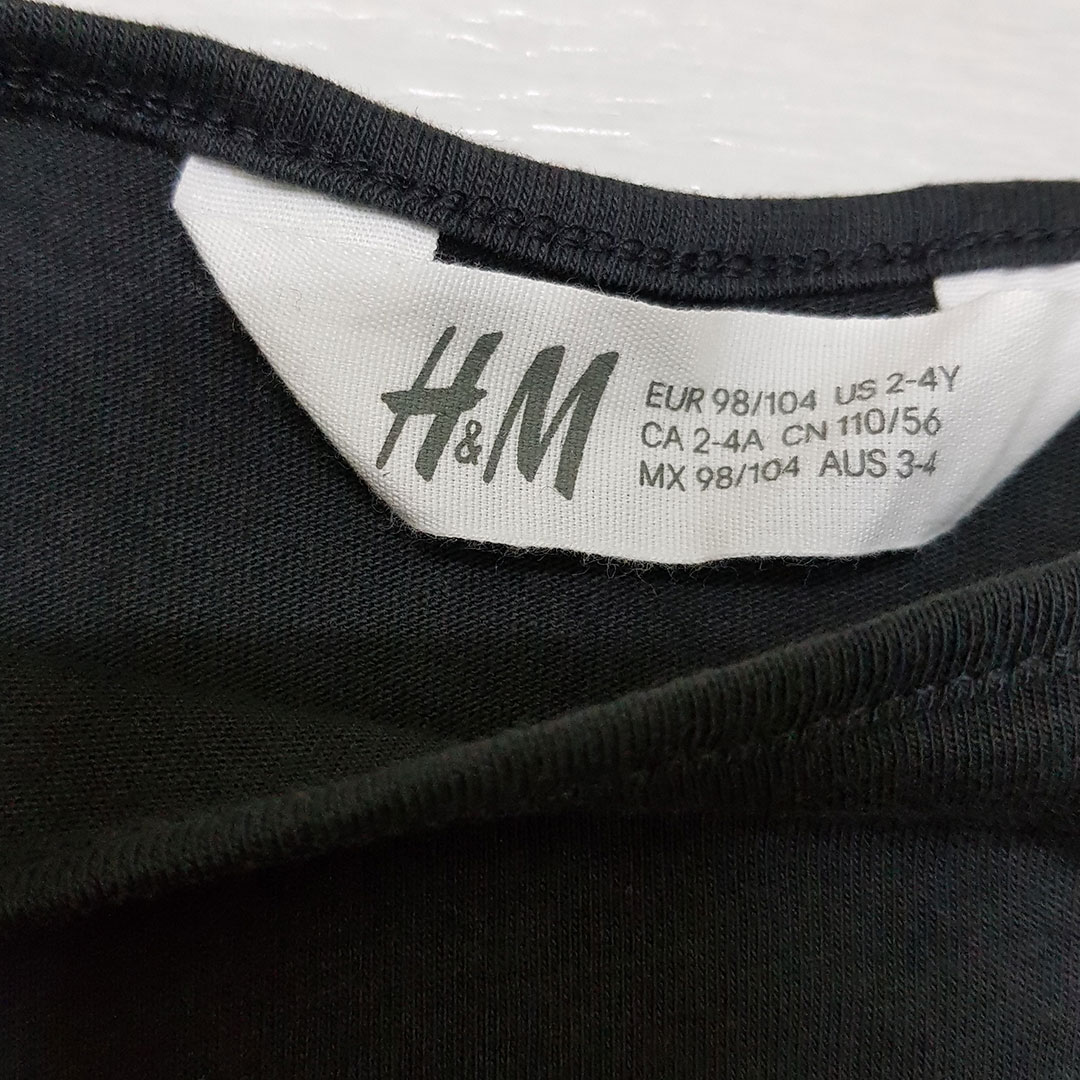 H&M
EUR 98/104 US 2-4Y
CA 2-4A CN 110/56
MX 98/104 AUS 3-4